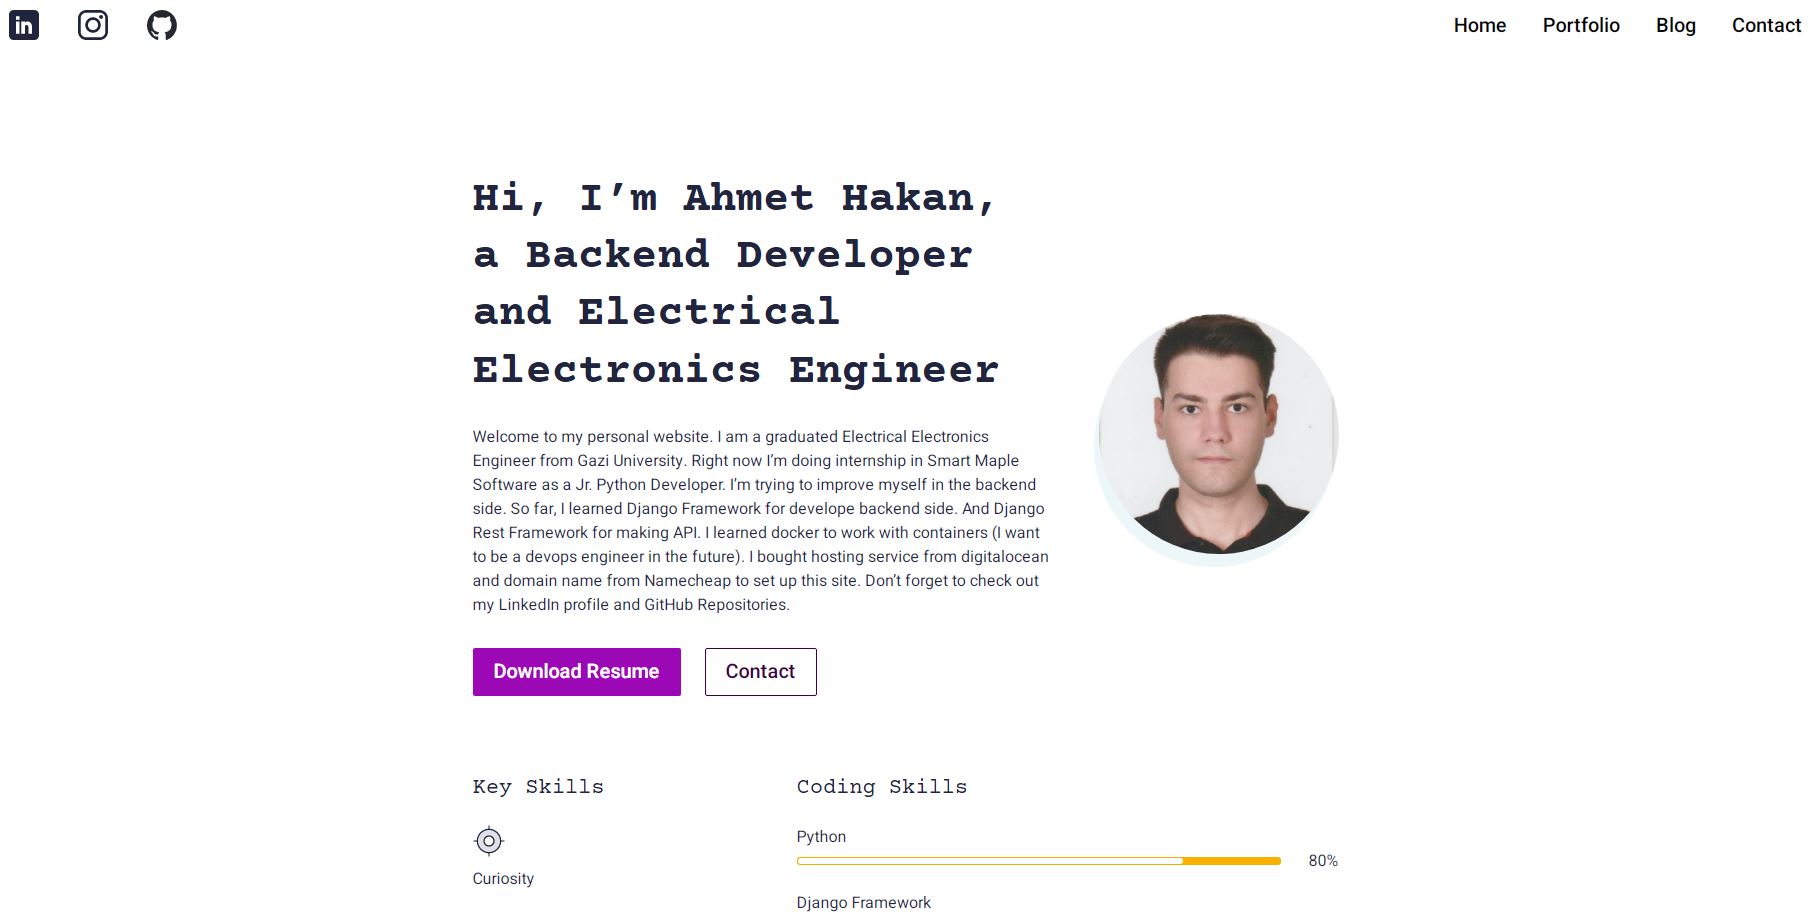 in
Home Portfolio Blog Contact
Hi, I’m Ahmet Hakan,
a Backend Developer
and Electrical
Electronics Engineer
Welcome to my personal website. I am a graduated Electrical Electronics
Engineer from Gazi University. Right now I’m doing internship in Smart Maple
Software as a Jr. Python Developer. I’m trying to improve myself in the backend
side. So far, I learned Django Framework for develope backend side. And Django
Rest Framework for making API. I learned docker to work with containers (I want
to be a devops engineer in the future). I bought hosting service from digitalocean
and domain name from Namecheap to set up this site. Don’t forget to check out
my LinkedIn profile and GitHub Repositories.
Download Resume Contact
Key Skills
Curiosity
Coding Skills
Python
80%
Django Framework